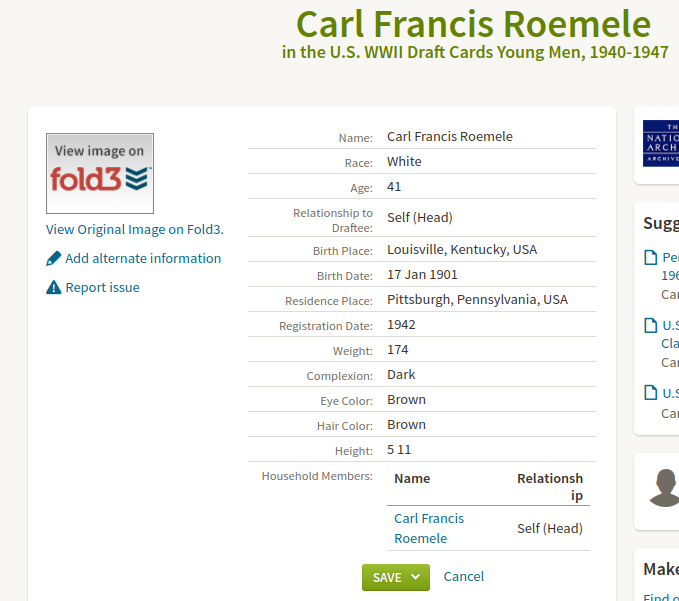 Carl Francis Roemele
in the U.S. WWII Draft Cards Young Men, 1940-1947
View image on
fold3
View Original Image on Fold3.
Add alternate information
Report issue
Name: Carl Francis Roemele
Race: White
Age: 41
Relationship to
Draftee: Self (Head)
Birth Place: Louisville, Kentucky, USA
Birth Date: 17 Jan 1901
Residence Place: Pittsburgh, Pennsylvania, USA
Registration Date: 1942
Weight: 174
Complexion: Dark
Eye Color: Brown
Hair Color: Brown
Height: 5 11
Household Members:
Name Relationsh
ip
Carl Francis
Roemele
Self (Head)
SAVE
Cancel
TH
NATIO
ARCH
ARCHIVE
Sugg
Per
196
Car
U.S
Cla
Car
U.S
Car
Make
Find o